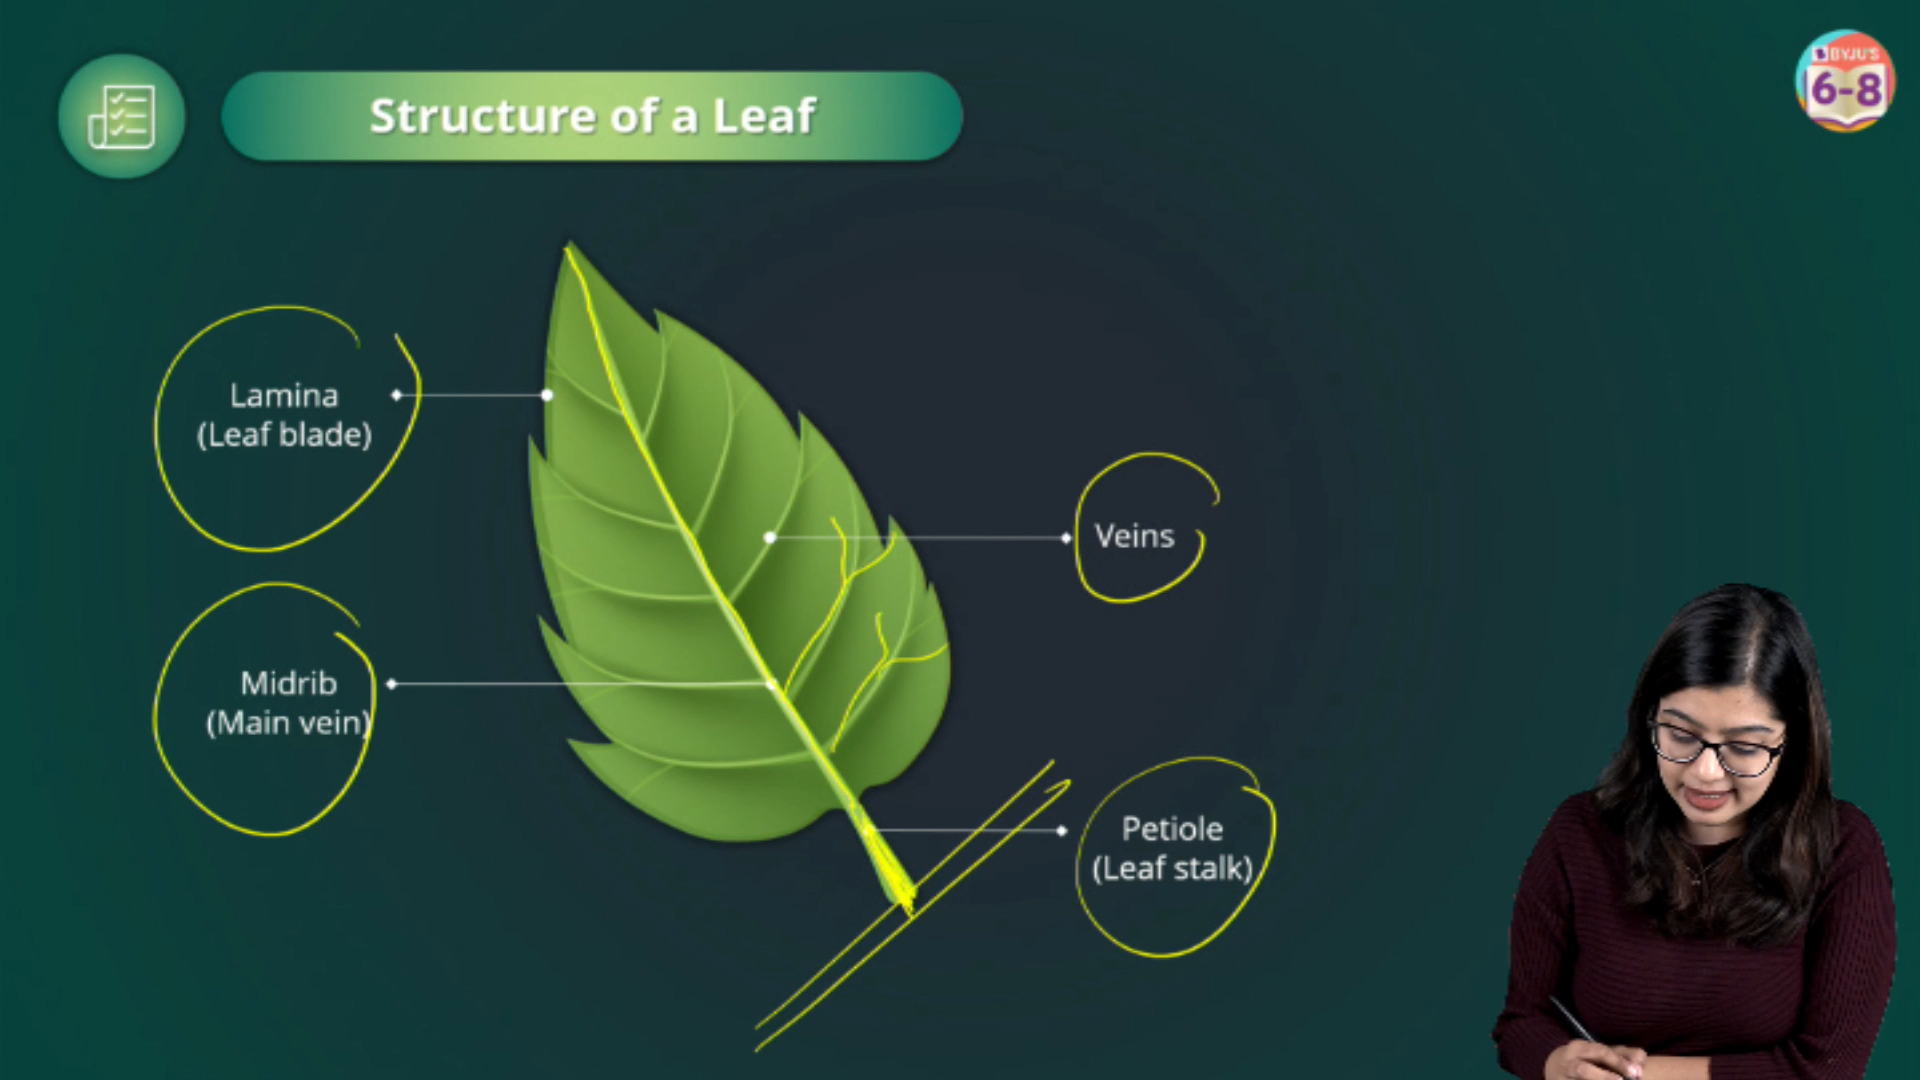 Structure of a Leaf
BYJU'S
6-8
Lamina
(Leaf blade)
Veins
Midrib
(Main vein)
Petiole
(Leaf stalk)